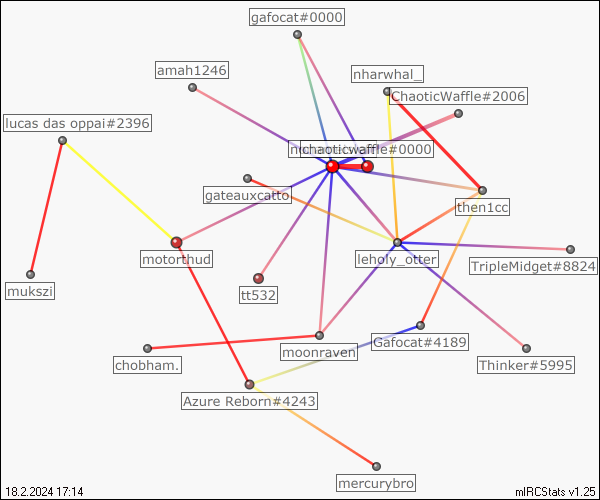 gafocat#0000
amah1246
nharwhal_
ChaoticWaffle#2006
lucas das oppai#2396
chaoticwaffle#0000
gateauxcatto
then1cc
motorthud
leholy_otter
TripleMidget#8824
mukszi
tt532
Gafocat#4189
moonraven
chobham.
Thinker#5995
Azure Reborn#4243
mercurybro
18.2.2024 17:14
mIRCStats v1.25